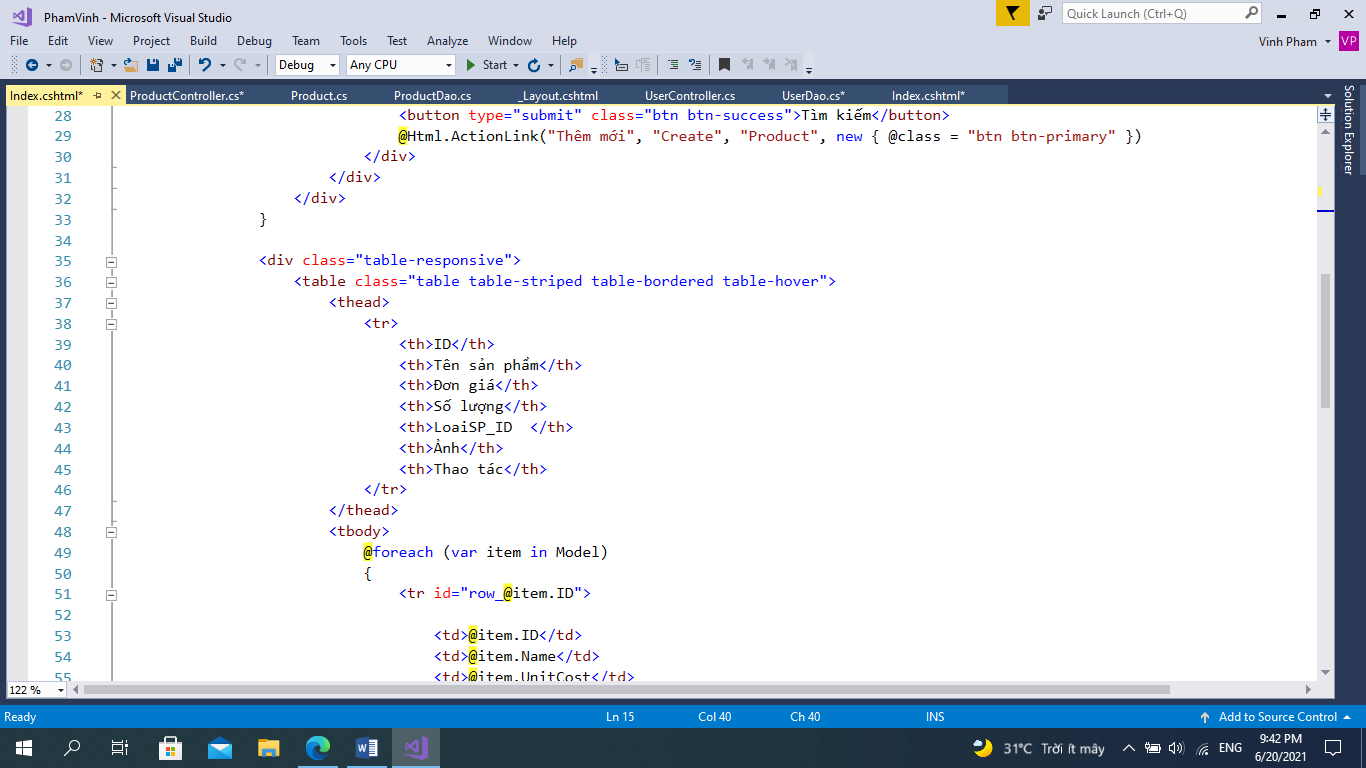 PhamVinh - Microsoft Visual Studio
Quick Launch (Ctrl+Q)
File Edit View Project Build Debug Team Tools Test Analyze Window Help
Vinh Pham VP
Debug Any CPU Start
Index.cshtml* ProductController.cs* Product.cs ProductDao.cs _Layout.cshtml UserController.cs UserDao.cs* Index.cshtml*
Solution Explorer
28 <button type="submit" class="btn btn-success">Tìm kiếm</button>
29 @Html.ActionLink("Thêm mới", "Create", "Product", new { @class = "btn btn-primary" })
30 </div>
31 </div>
32 </div>
33 }
34
35 <div class="table-responsive">
36 <table class="table table-striped table-bordered table-hover">
37 <thead>
38 <tr>
39 <th>ID</th>
40 <th>Tên sản phẩm</th>
41 <th>Đơn giá</th>
42 <th>Số lượng</th>
43 <th>LoaiSP_ID  </th>
44 <th>Ảnh</th>
45 <th>Thao tác</th>
46 </tr>
47 </thead>
48 <tbody>
49 @foreach (var item in Model)
50 {
51 <tr id="row_@item.ID">
52
53 <td>@item.ID</td>
54 <td>@item.Name</td>
55 <td>@item.UnitCost</td>
122 %
Ready Ln 15 Col 40 Ch 40 INS Add to Source Control
31°C Trời ít mây ENG 9:42 PM
6/20/2021